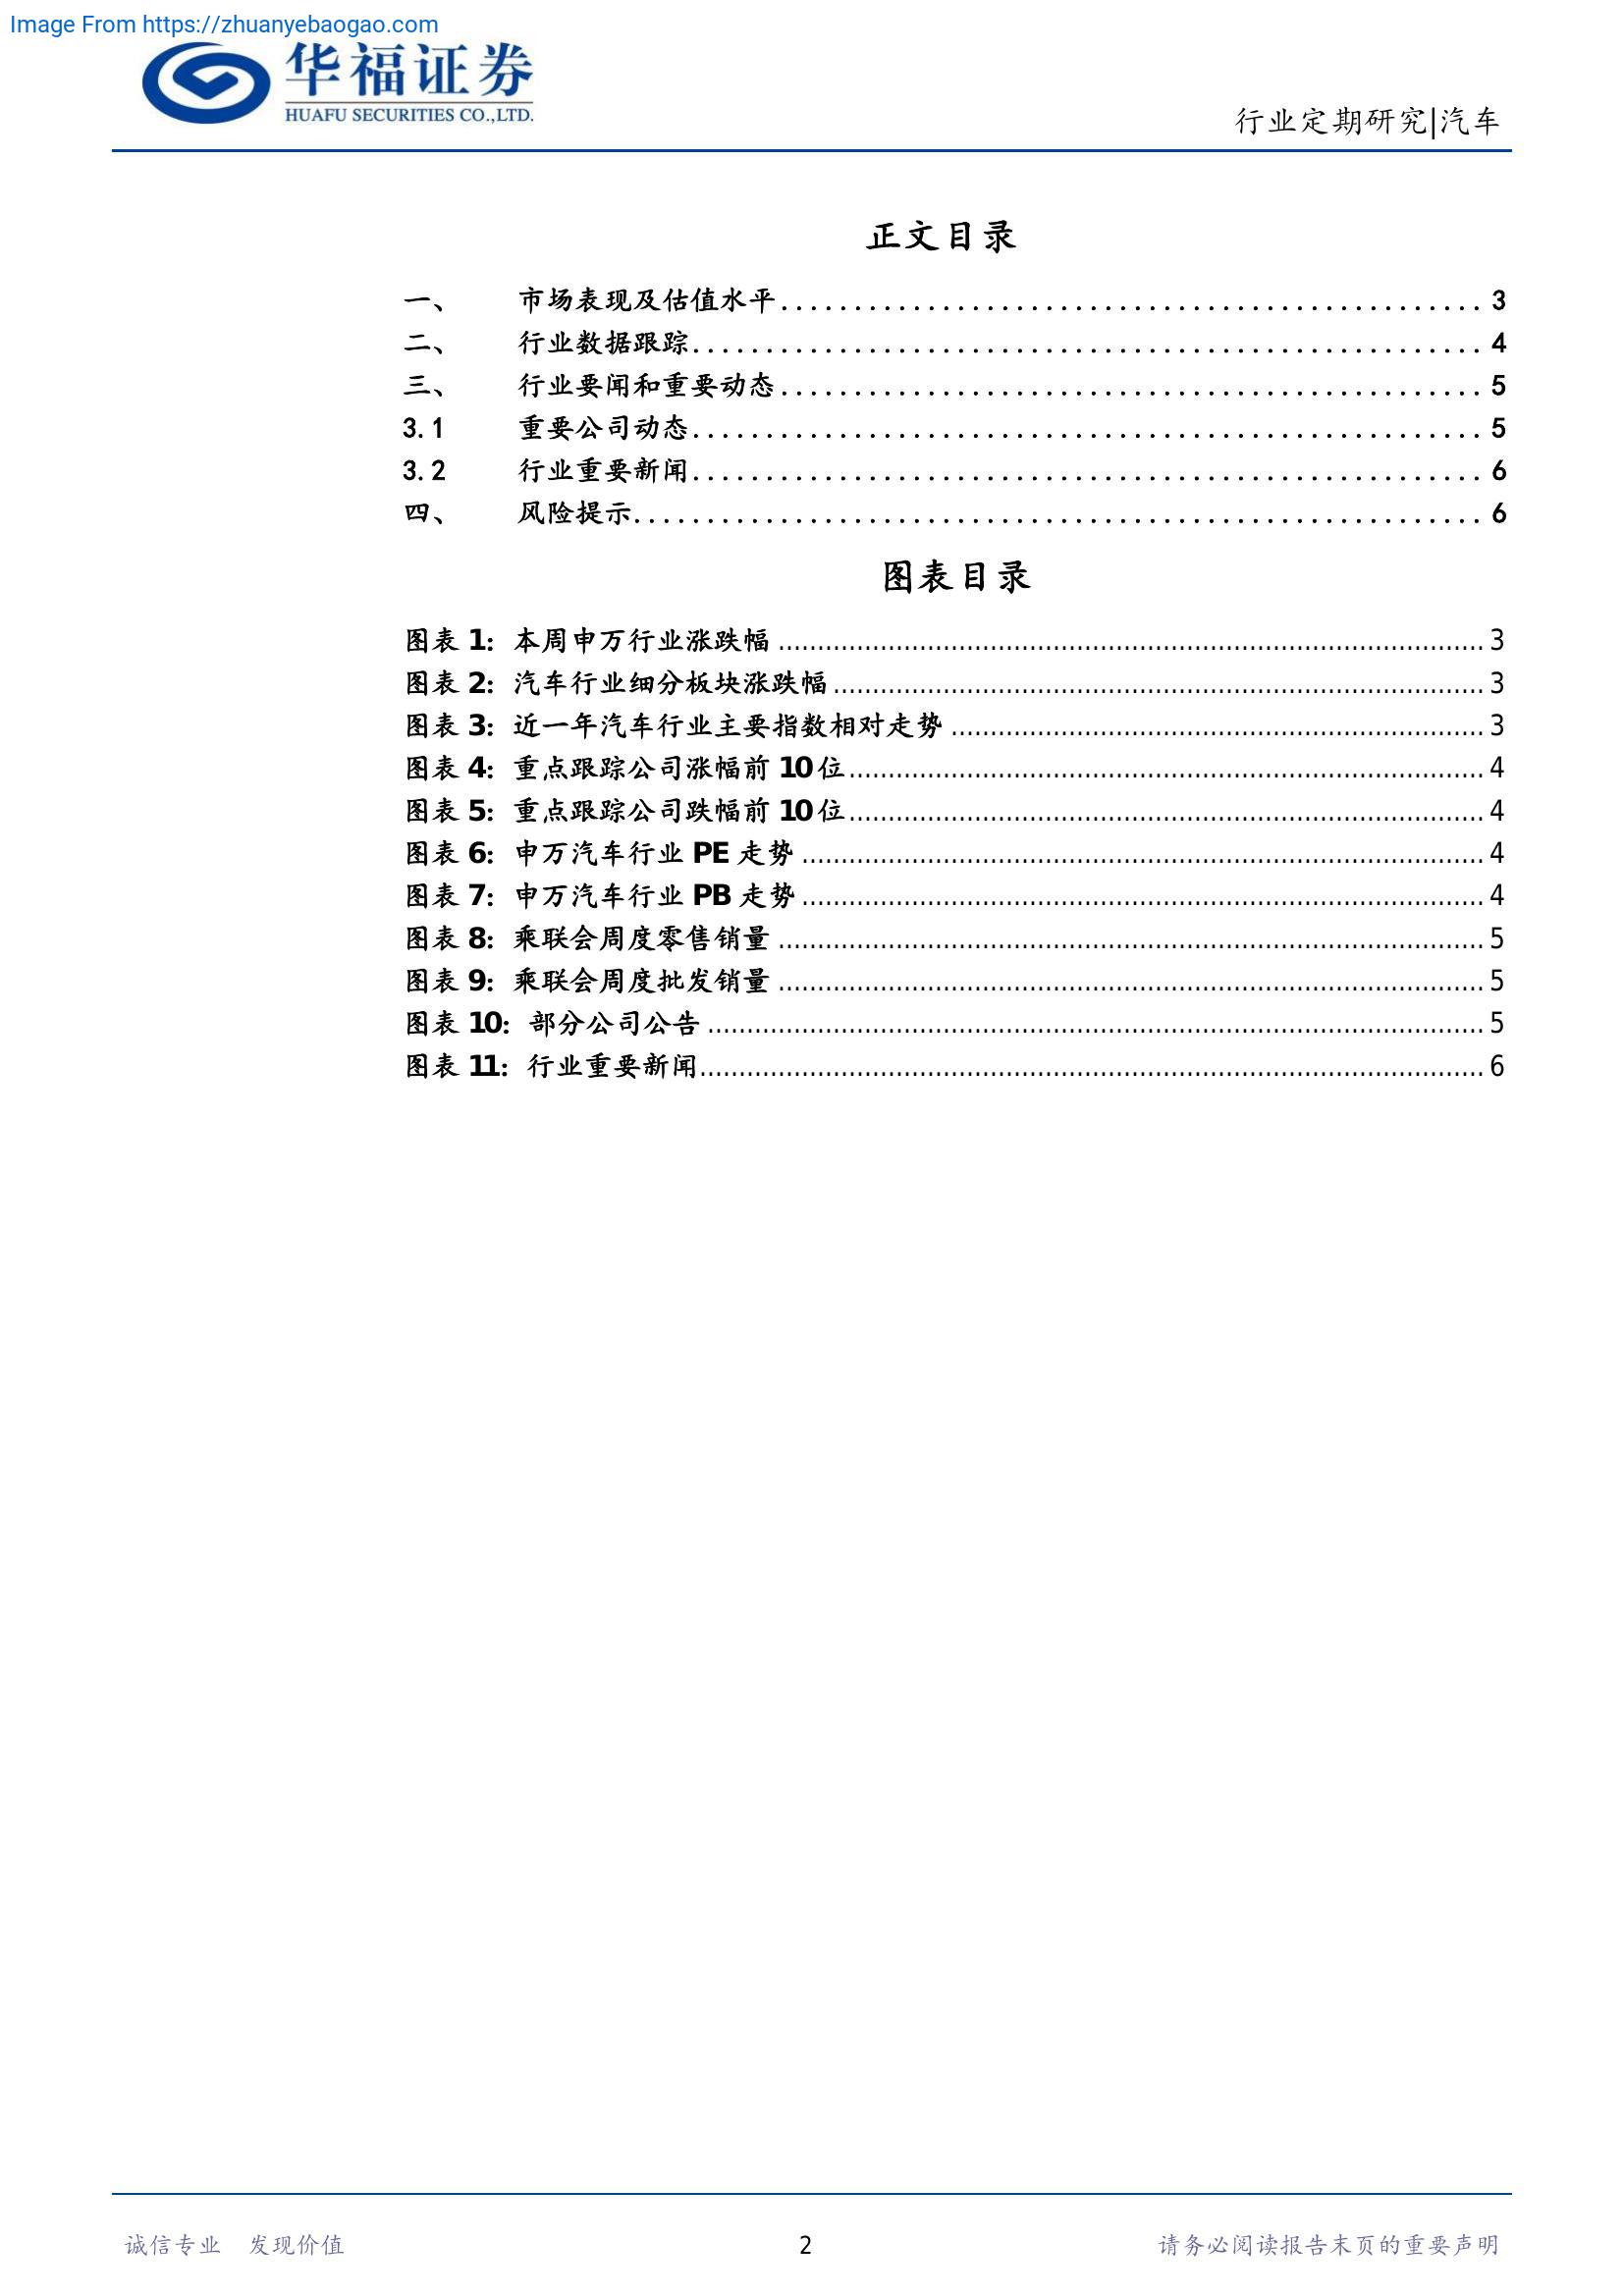 Image From https://zhuanyebaogao.com
华福证券
HUAFU SECURITIES CO.,LTD.
行业定期研究|汽车
正文目录
一、 市场表现及估值水平................................................ 3
二、 行业数据跟踪...................................................... 4
三、 行业要闻和重要动态................................................ 5
3.1 重要公司动态...................................................... 5
3.2 行业重要新闻...................................................... 6
四、 风险提示.......................................................... 6
图表目录
图表 1: 本周申万行业涨跌幅 ................................................ 3
图表 2: 汽车行业细分板块涨跌幅 ................................................ 3
图表 3: 近一年汽车行业主要指数相对走势 ................................................ 3
图表 4: 重点跟踪公司涨幅前 10 位 ................................................ 4
图表 5: 重点跟踪公司跌幅前 10 位 ................................................ 4
图表 6: 申万汽车行业 PE 走势 ................................................ 4
图表 7: 申万汽车行业 PB 走势 ................................................ 4
图表 8: 乘联会周度零售销量 ................................................ 5
图表 9: 乘联会周度批发销量 ................................................ 5
图表 10: 部分公司公告 ................................................ 5
图表 11: 行业重要新闻 ................................................ 6
诚信专业 发现价值
2
请务必阅读报告末页的重要声明